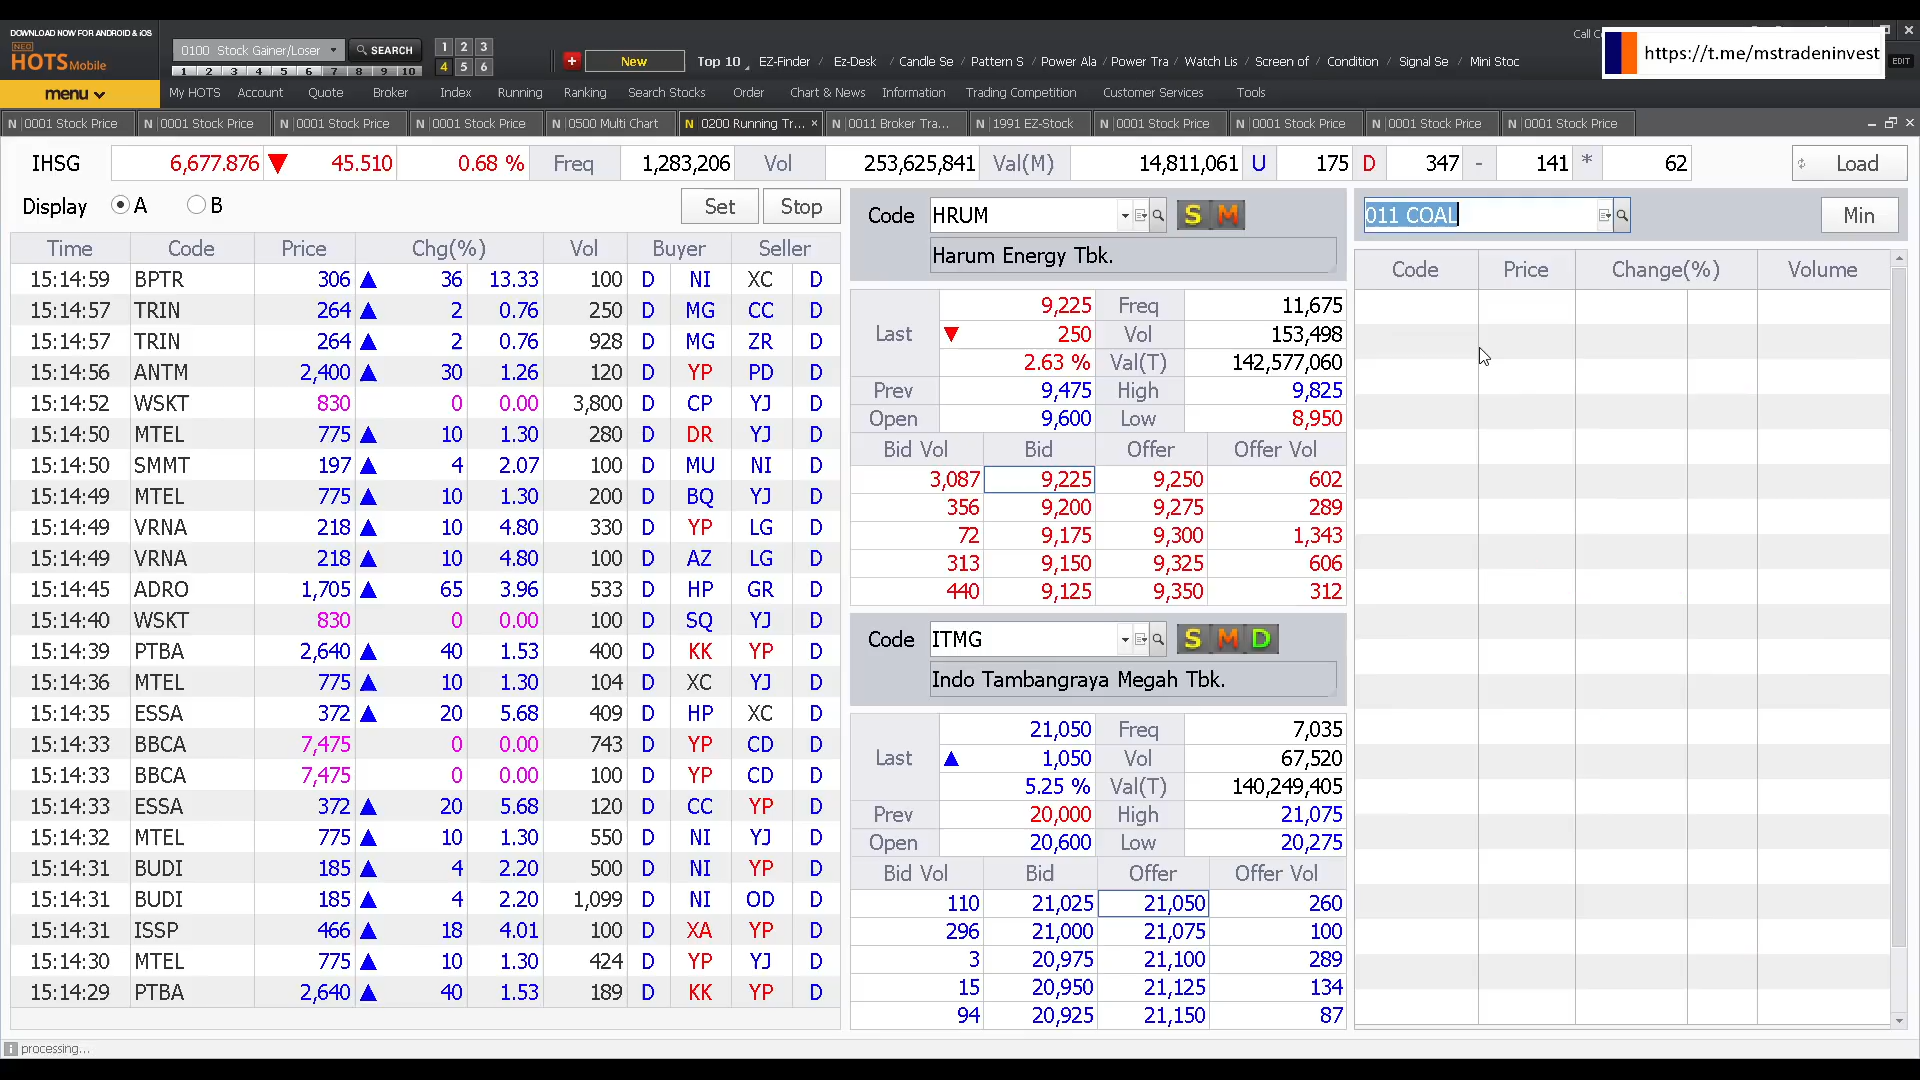 DOWNLOAD NOW FOR ANDROID & iOS
NEO
HOTS Mobile
0100 Stock Gainer/Loser
SEARCH
1 2 3 4 5 6 7 8 9 10
1 2 3
4 5 6
New
Top 10 EZ-Finder / Ez-Desk / Candle Se / Pattern S / Power Ala / Power Tra / Watch Lis / Screen of / Condition / Signal Se / Mini Stoc
https://t.me/mstradeninvest
EDIT
menu
My HOTS Account Quote Broker Index Running Ranking Search Stocks Order Chart & News Information Trading Competition Customer Services Tools
N 0001 Stock Price N 0001 Stock Price N 0001 Stock Price N 0001 Stock Price N 0500 Multi Chart N 0200 Running Tr... × N 0011 Broker Tra... N 1991 EZ-Stock N 0001 Stock Price N 0001 Stock Price N 0001 Stock Price N 0001 Stock Price
IHSG 6,677.876 ▼ 45.510 0.68 % Freq 1,283,206 Vol 253,625,841 Val(M) 14,811,061 U 175 D 347 - 141 * 62 Load
Display A B Set Stop
Time Code Price Chg(%) Vol Buyer Seller
15:14:59 BPTR 306 ▲ 36 13.33 100 D NI XC D
15:14:57 TRIN 264 ▲ 2 0.76 250 D MG CC D
15:14:57 TRIN 264 ▲ 2 0.76 928 D MG ZR D
15:14:56 ANTM 2,400 ▲ 30 1.26 120 D YP PD D
15:14:52 WSKT 830 0 0.00 3,800 D CP YJ D
15:14:50 MTEL 775 ▲ 10 1.30 280 D DR YJ D
15:14:50 SMMT 197 ▲ 4 2.07 100 D MU NI D
15:14:49 MTEL 775 ▲ 10 1.30 200 D BQ YJ D
15:14:49 VRNA 218 ▲ 10 4.80 330 D YP LG D
15:14:49 VRNA 218 ▲ 10 4.80 100 D AZ LG D
15:14:45 ADRO 1,705 ▲ 65 3.96 533 D HP GR D
15:14:40 WSKT 830 0 0.00 100 D SQ YJ D
15:14:39 PTBA 2,640 ▲ 40 1.53 400 D KK YP D
15:14:36 MTEL 775 ▲ 10 1.30 104 D XC YJ D
15:14:35 ESSA 372 ▲ 20 5.68 409 D HP XC D
15:14:33 BBCA 7,475 0 0.00 743 D YP CD D
15:14:33 BBCA 7,475 0 0.00 100 D YP CD D
15:14:33 ESSA 372 ▲ 20 5.68 120 D CC YP D
15:14:32 MTEL 775 ▲ 10 1.30 550 D NI YJ D
15:14:31 BUDI 185 ▲ 4 2.20 500 D NI YP D
15:14:31 BUDI 185 ▲ 4 2.20 1,099 D NI OD D
15:14:31 ISSP 466 ▲ 18 4.01 100 D XA YP D
15:14:30 MTEL 775 ▲ 10 1.30 424 D YP YJ D
15:14:29 PTBA 2,640 ▲ 40 1.53 189 D KK YP D
Code HRUM S M
Harum Energy Tbk.
9,225 Freq 11,675
Last ▼ 250 Vol 153,498
2.63 % Val(T) 142,577,060
Prev 9,475 High 9,825
Open 9,600 Low 8,950
Bid Vol Bid Offer Offer Vol
3,087 9,225 9,250 602
356 9,200 9,275 289
72 9,175 9,300 1,343
313 9,150 9,325 606
440 9,125 9,350 312
Code ITMG S M D
Indo Tambangraya Megah Tbk.
21,050 Freq 7,035
Last ▲ 1,050 Vol 67,520
5.25 % Val(T) 140,249,405
Prev 20,000 High 21,075
Open 20,600 Low 20,275
Bid Vol Bid Offer Offer Vol
110 21,025 21,050 260
296 21,000 21,075 100
3 20,975 21,100 289
15 20,950 21,125 134
94 20,925 21,150 87
011 COAL Min
Code Price Change(%) Volume
processing...